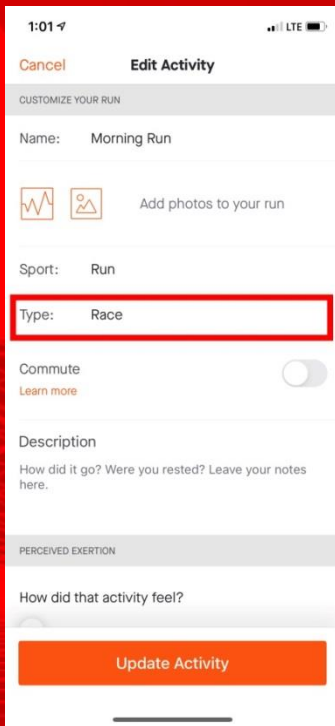 1:01 LTE
Cancel Edit Activity
CUSTOMIZE YOUR RUN
Name: Morning Run
Add photos to your run
Sport: Run
Type: Race
Commute
Learn more
Description
How did it go? Were you rested? Leave your notes
here.
PERCEIVED EXERTION
How did that activity feel?
Update Activity